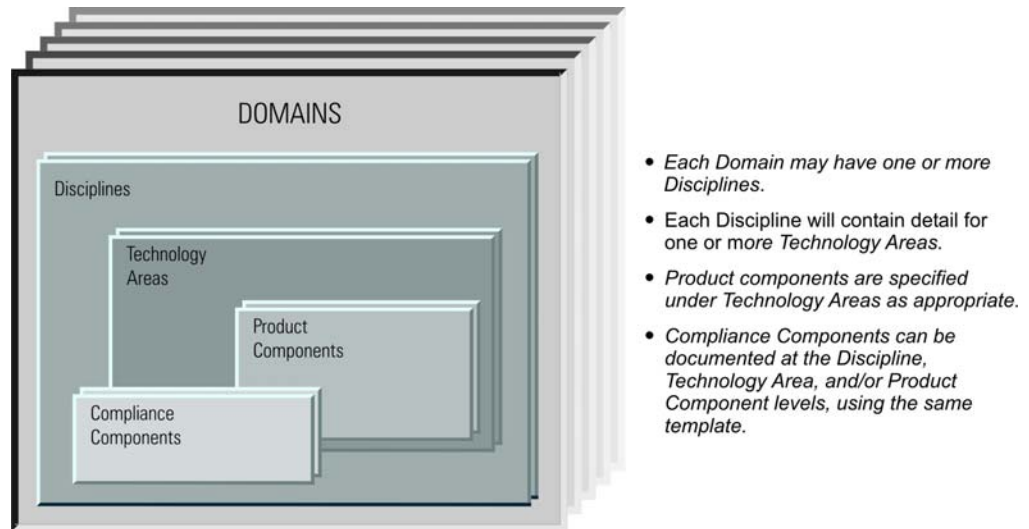 DOMAINS
Disciplines
Technology
Areas
Product
Components
Compliance
Components
• Each Domain may have one or more
Disciplines.
• Each Discipline will contain detail for
one or more Technology Areas.
• Product components are specified
under Technology Areas as appropriate.
• Compliance Components can be
documented at the Discipline,
Technology Area, and/or Product
Component levels, using the same
template.